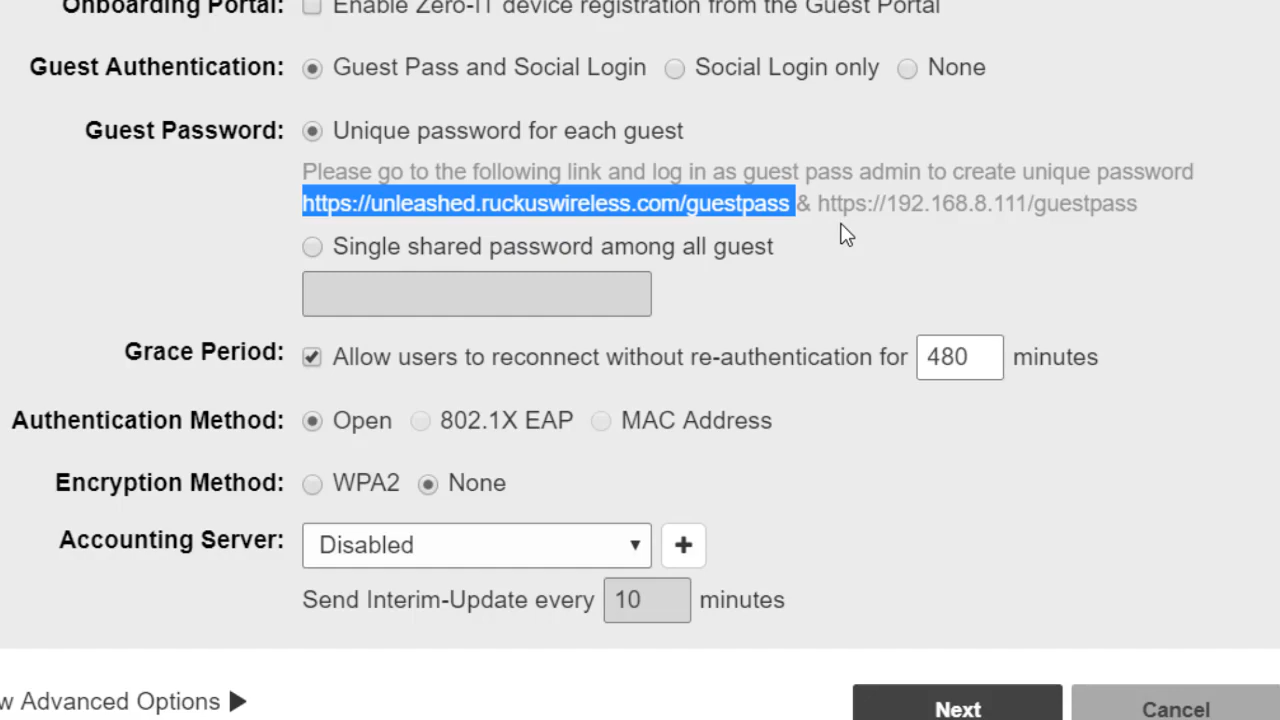 Onboarding Portal: Enable Zero-IT device registration from the Guest Portal
Guest Authentication: Guest Pass and Social Login Social Login only None
Guest Password: Unique password for each guest
Please go to the following link and log in as guest pass admin to create unique password
https://unleashed.ruckuswireless.com/guestpass & https://192.168.8.111/guestpass
Single shared password among all guest
Grace Period: Allow users to reconnect without re-authentication for 480 minutes
Authentication Method: Open 802.1X EAP MAC Address
Encryption Method: WPA2 None
Accounting Server: Disabled +
Send Interim-Update every 10 minutes
w Advanced Options
Next Cancel